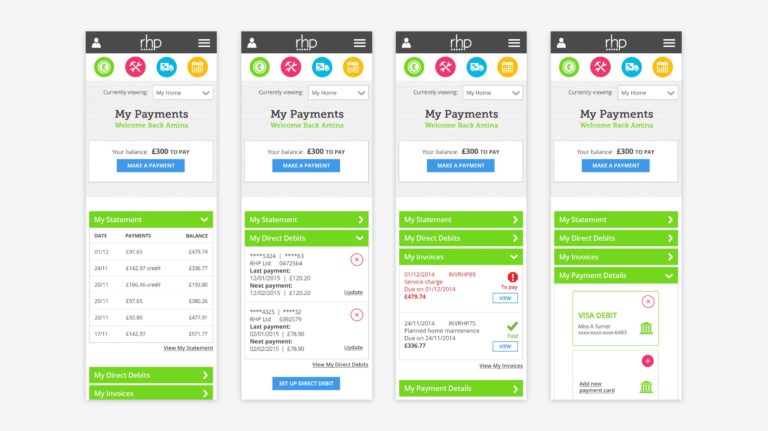 rhp
Currently viewing: My Home
My Payments
Welcome Back Amina
Your balance: £300 TO PAY
MAKE A PAYMENT
My Statement
DATE PAYMENTS BALANCE
01/12 £97.65 £479.74
24/11 £142.97 credit £336.77
20/11 £186.46 credit £193.80
20/11 £97.65 £380.26
20/11 £93.86 £477.91
17/11 £142.97 £571.77
View My Statement
My Direct Debits
My Invoices
rhp
Currently viewing: My Home
My Payments
Welcome Back Amina
Your balance: £300 TO PAY
MAKE A PAYMENT
My Statement
My Direct Debits
****5324 | ****63
RHP Ltd 0472564
Last payment:
12/01/2015 | £120.20
Next payment:
12/02/2015 | £120.20
Update
****4325 | ****32
RHP Ltd 6392579
Last payment:
02/01/2015 | £78.90
Next payment:
02/02/2015 | £78.90
Update
View My Direct Debits
SET UP DIRECT DEBIT
rhp
Currently viewing: My Home
My Payments
Welcome Back Amina
Your balance: £300 TO PAY
MAKE A PAYMENT
My Statement
My Direct Debits
My Invoices
01/12/2014 INVRHP89
Service charge
Due on 01/12/2014
£479.74
To pay
VIEW
24/11/2014 INVRHP75
Planned home maintenence
Due on 24/11/2014
£336.77
Paid
VIEW
View My Invoices
My Payment Details
rhp
Currently viewing: My Home
My Payments
Welcome Back Amina
Your balance: £300 TO PAY
MAKE A PAYMENT
My Statement
My Direct Debits
My Invoices
My Payment Details
VISA DEBIT
Miss A Turner
xxxx-xxxx-xxxx-6483
Add new
payment card